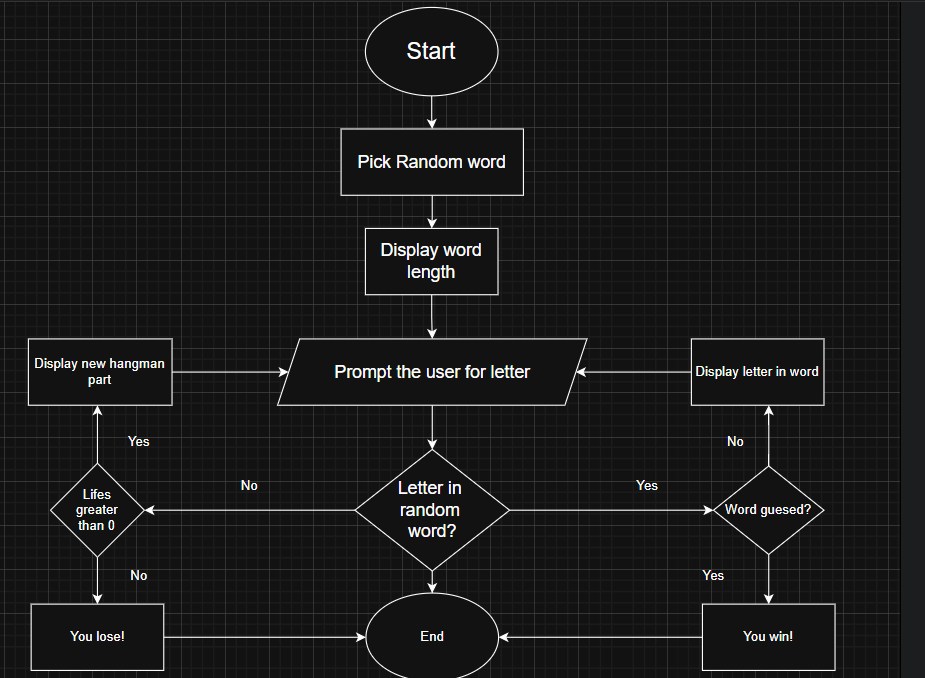 Start
Pick Random word
Display word
length
Display new hangman
part
Prompt the user for letter
Display letter in word
Yes
No
No
Yes
Lifes
greater
than 0
Letter in
random
word?
Word guesed?
No
Yes
You lose!
End
You win!